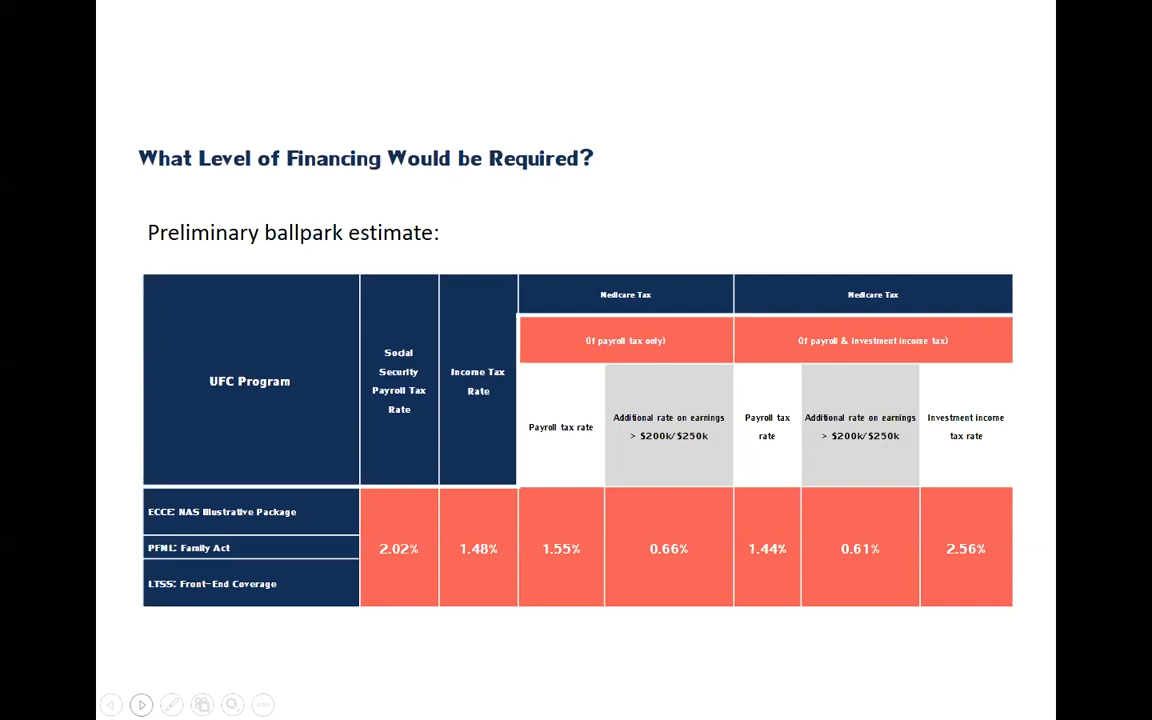 What Level of Financing Would be Required?
Preliminary ballpark estimate:
UFC Program
Social
Security
Payroll Tax
Rate
Income Tax
Rate
Medicare Tax
Medicare Tax
(If payroll tax only)
(If payroll & investment income tax)
Payroll tax rate
Additional rate on earnings
> $200k/$250k
Payroll tax
rate
Additional rate on earnings
> $200k/$250k
Investment income
tax rate
ECCE: NAS Illustrative Package
PFML: Family Act
LTSS: Front-End Coverage
2.02%
1.48%
1.55%
0.66%
1.44%
0.61%
2.56%